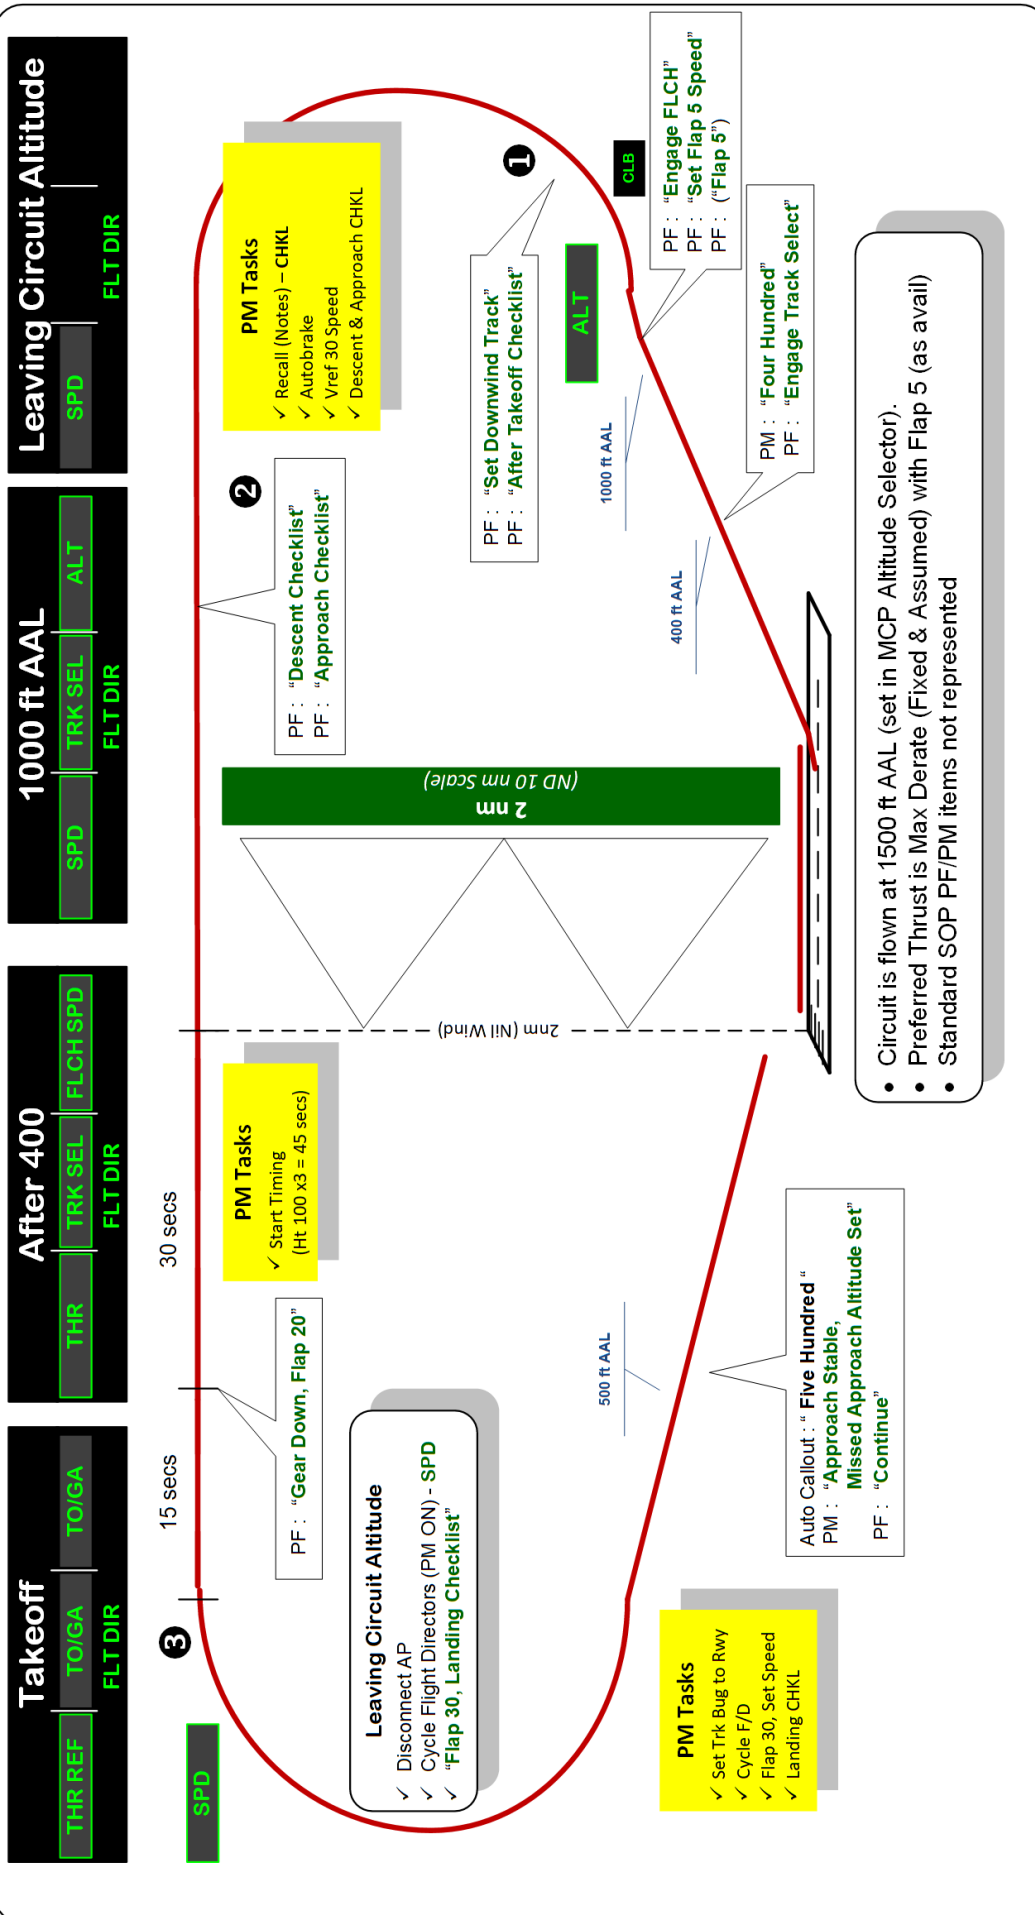 Takeoff
THR REF TO/GA TO/GA
FLT DIR
After 400
THR TRK SEL FLCH SPD
FLT DIR
1000 ft AAL
SPD TRK SEL ALT
FLT DIR
Leaving Circuit Altitude
SPD
FLT DIR
SPD
❸
15 secs
30 secs
PF : “Gear Down, Flap 20”
PM Tasks
✓ Start Timing
(Ht 100 x3 = 45 secs)
2nm (Nil Wind)
2 nm
(ND 10 nm Scale)
❷
PF : “Descent Checklist”
PF : “Approach Checklist”
PM Tasks
✓ Recall (Notes) – CHKL
✓ Autobrake
✓ Vref 30 Speed
✓ Descent & Approach CHKL
❶
PF : “Set Downwind Track”
PF : “After Takeoff Checklist”
ALT
CLB
PF : “Engage FLCH”
PF : “Set Flap 5 Speed”
PF : (“Flap 5”)
1000 ft AAL
400 ft AAL
PM : “Four Hundred”
PF : “Engage Track Select”
Leaving Circuit Altitude
✓ Disconnect AP
✓ Cycle Flight Directors (PM ON) - SPD
✓ “Flap 30, Landing Checklist”
500 ft AAL
PM Tasks
✓ Set Trk Bug to Rwy
✓ Cycle F/D
✓ Flap 30, Set Speed
✓ Landing CHKL
Auto Callout : “ Five Hundred “
PM : “Approach Stable,
Missed Approach Altitude Set”
PF : “Continue”
• Circuit is flown at 1500 ft AAL (set in MCP Altitude Selector).
• Preferred Thrust is Max Derate (Fixed & Assumed) with Flap 5 (as avail)
• Standard SOP PF/PM items not represented